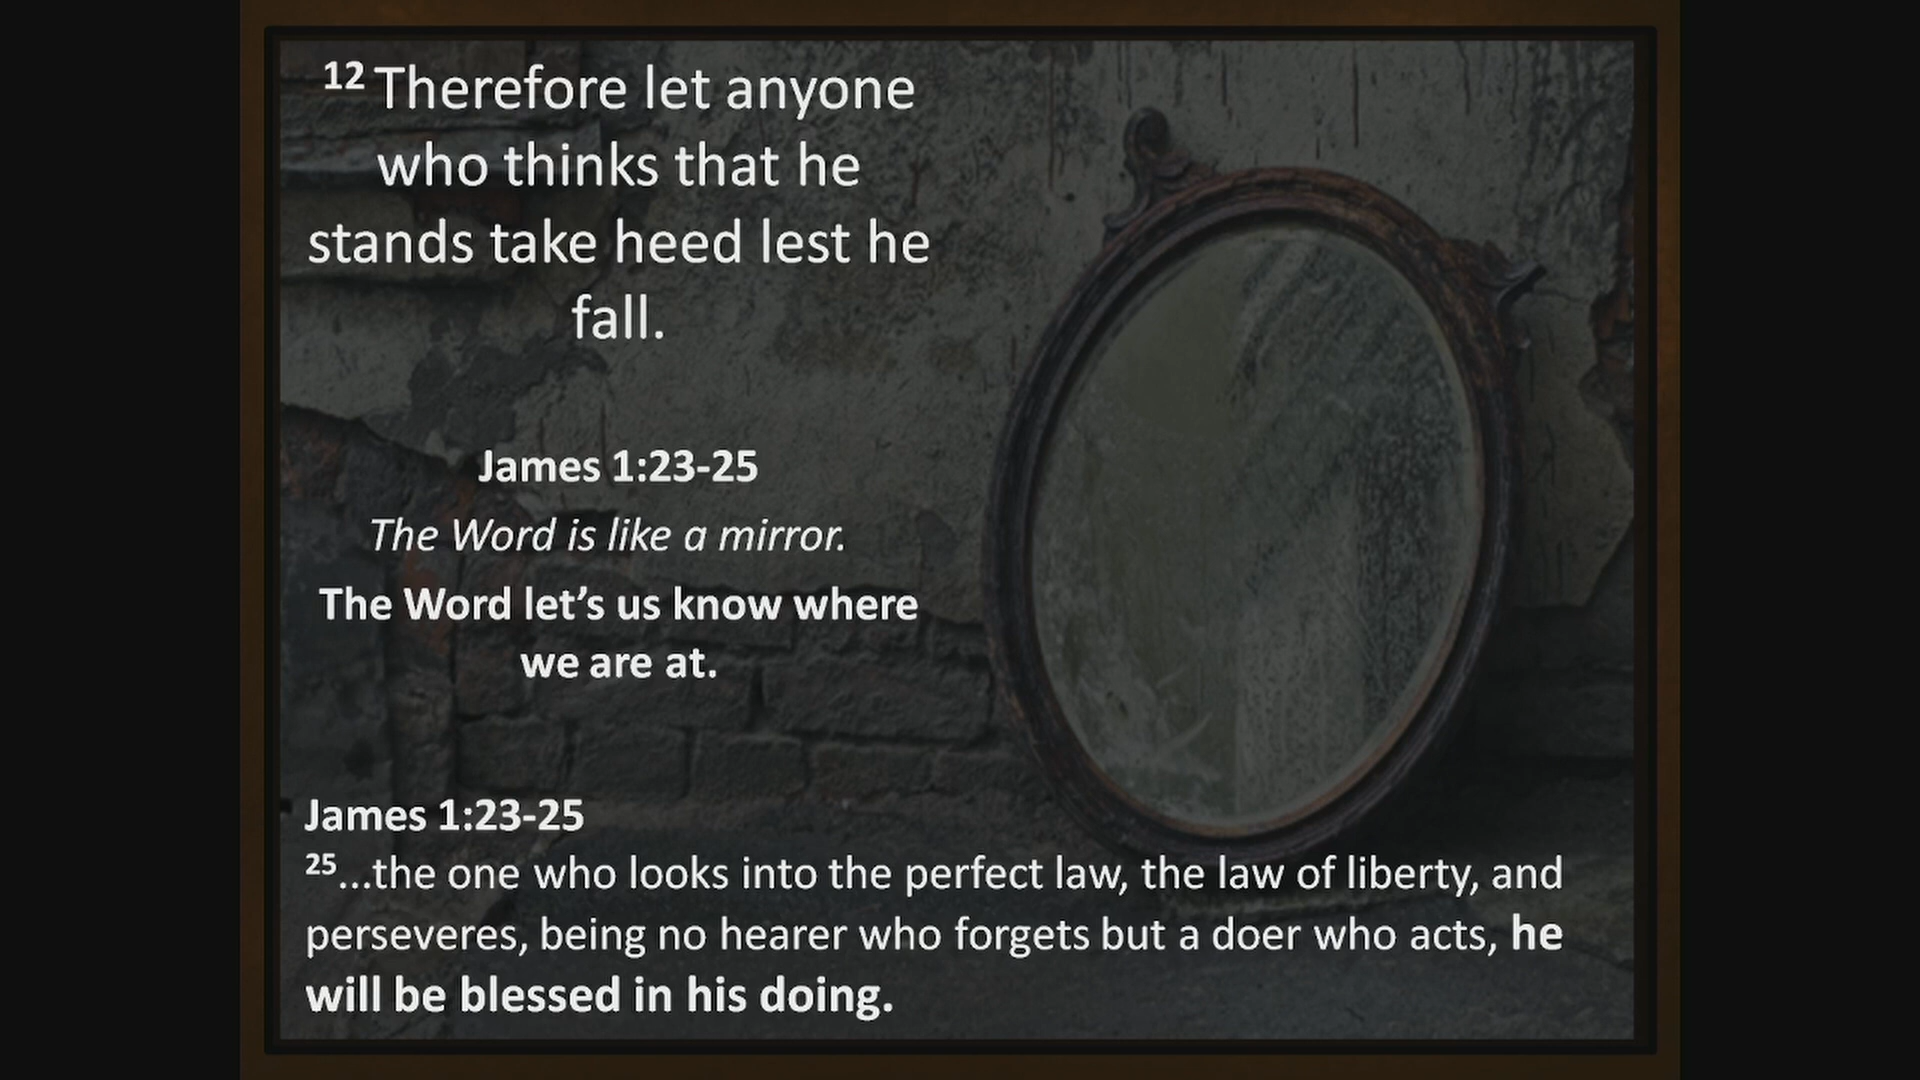 12 Therefore let anyone
who thinks that he
stands take heed lest he
fall.
James 1:23-25
The Word is like a mirror.
The Word let’s us know where
we are at.
James 1:23-25
25...the one who looks into the perfect law, the law of liberty, and
perseveres, being no hearer who forgets but a doer who acts, he
will be blessed in his doing.